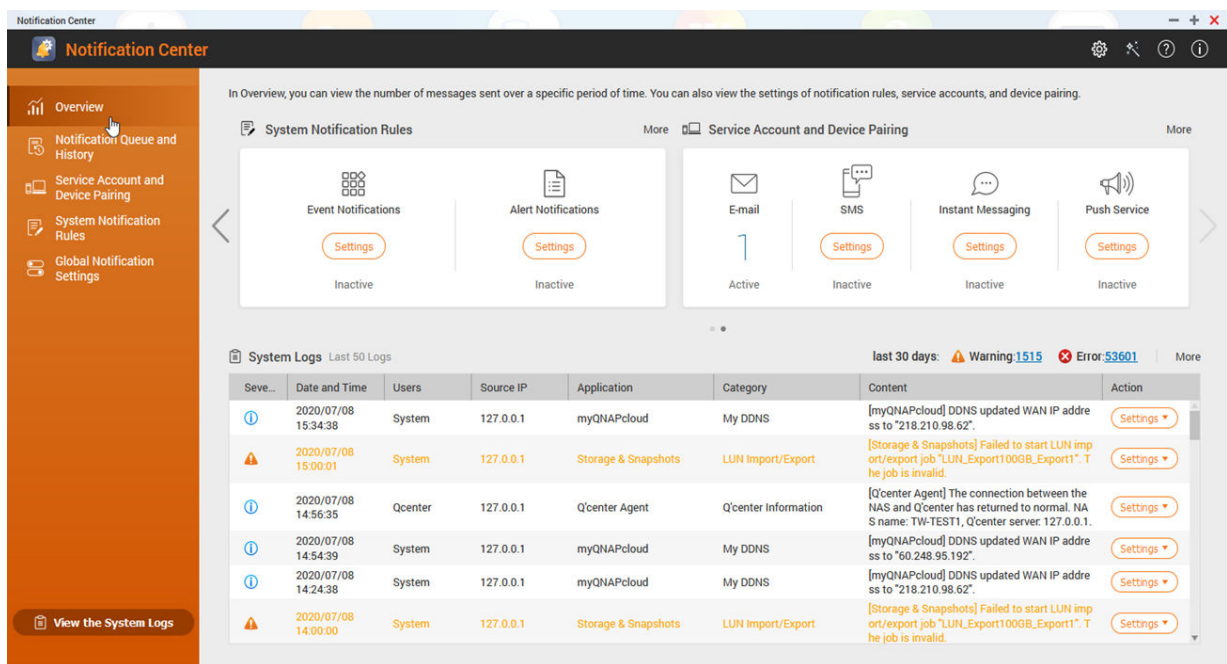 Notification Center
Notification Center
Overview
Notification Queue and
History
Service Account and
Device Pairing
System Notification
Rules
Global Notification
Settings
View the System Logs
In Overview, you can view the number of messages sent over a specific period of time. You can also view the settings of notification rules, service accounts, and device pairing.
System Notification Rules More
Event Notifications Alert Notifications
Settings Settings
Inactive Inactive
Service Account and Device Pairing More
E-mail SMS Instant Messaging Push Service
1 Settings Settings Settings
Active Inactive Inactive Inactive
System Logs Last 50 Logs last 30 days: Warning:1515 Error:53601 More
Seve... Date and Time Users Source IP Application Category Content Action
2020/07/08
15:34:38 System 127.0.0.1 myQNAPcloud My DDNS [myQNAPcloud] DDNS updated WAN IP addre
ss to "218.210.98.62". Settings
2020/07/08
15:00:01 System 127.0.0.1 Storage & Snapshots LUN Import/Export [Storage & Snapshots] Failed to start LUN imp
ort/export job "LUN_Export100GB_Export1". T
he job is invalid. Settings
2020/07/08
14:56:35 Qcenter 127.0.0.1 Q'center Agent Q'center Information [Q'center Agent] The connection between the
NAS and Q'center has returned to normal. NA
S name: TW-TEST1, Q'center server: 127.0.0.1. Settings
2020/07/08
14:54:39 System 127.0.0.1 myQNAPcloud My DDNS [myQNAPcloud] DDNS updated WAN IP addre
ss to "60.248.95.192". Settings
2020/07/08
14:24:38 System 127.0.0.1 myQNAPcloud My DDNS [myQNAPcloud] DDNS updated WAN IP addre
ss to "218.210.98.62". Settings
2020/07/08
14:00:00 System 127.0.0.1 Storage & Snapshots LUN Import/Export [Storage & Snapshots] Failed to start LUN imp
ort/export job "LUN_Export100GB_Export1". T
he job is invalid. Settings